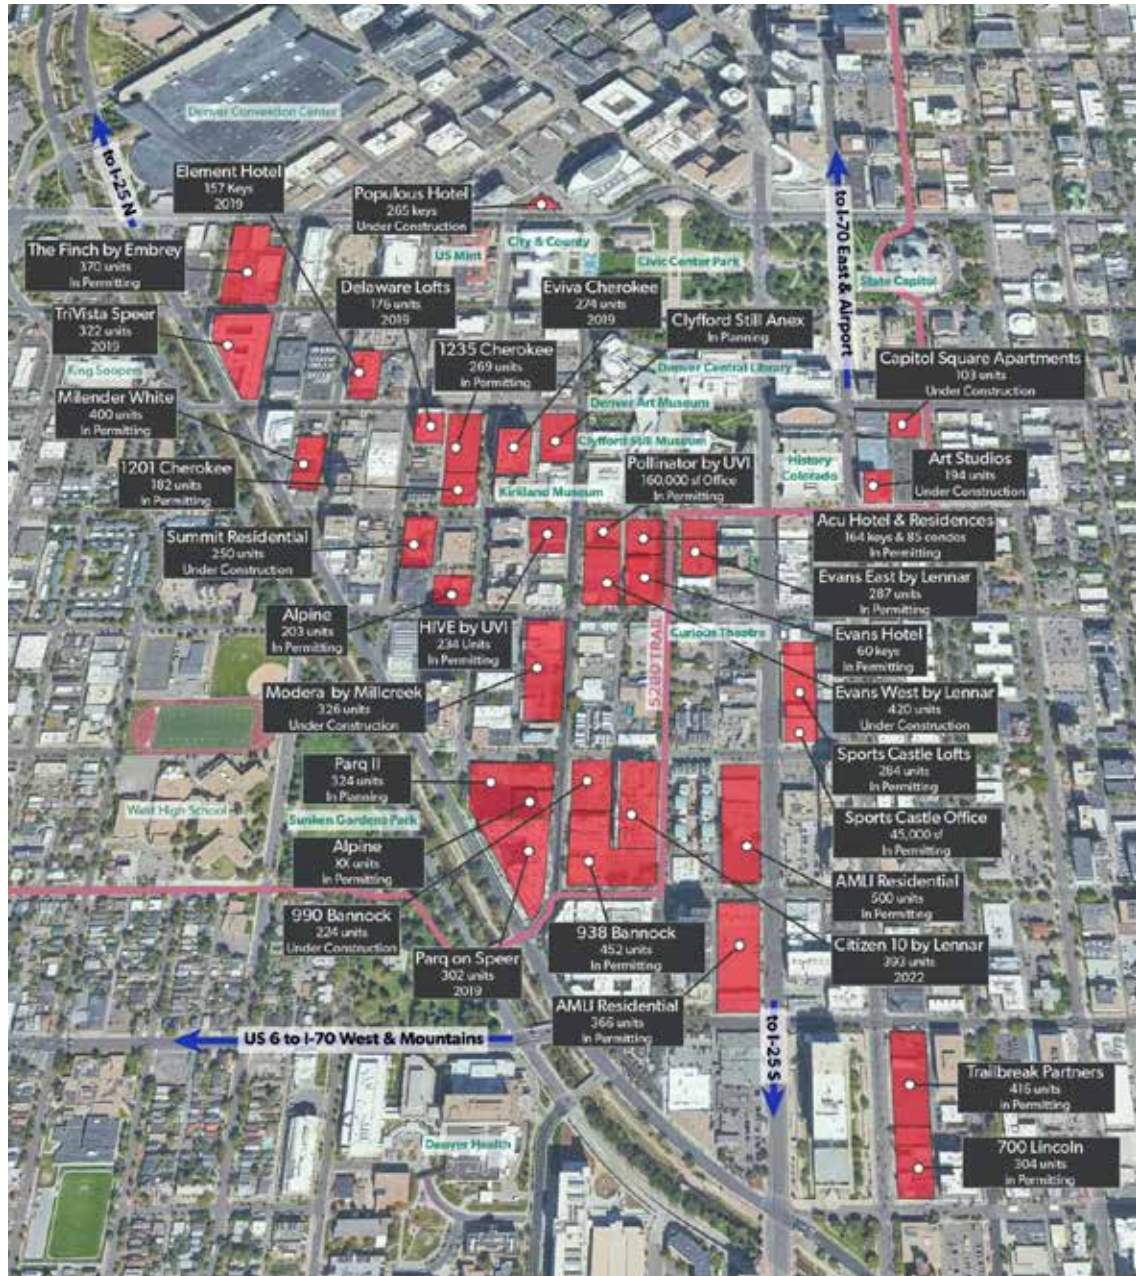 Denver Convention Center
to I-25 N
Element Hotel
157 Keys
2019
Populous Hotel
265 keys
Under Construction
to I-70 East & Airport
The Finch by Embrey
370 units
In Permitting
US Mint
City & County
Civic Center Park
State Capitol
Delaware Lofts
176 units
2019
Eviva Cherokee
274 units
2019
TriVista Speer
322 units
2019
Clyfford Still Anex
In Planning
1235 Cherokee
269 units
In Permitting
King Soopers
Denver Central Library
Capitol Square Apartments
103 units
Under Construction
Milender White
400 units
In Permitting
Denver Art Museum
Clyfford Still Museum
1201 Cherokee
182 units
In Permitting
Pollinator by UVI
160,000 sf Office
In Permitting
History
Colorado
Art Studios
194 units
Under Construction
Kirkland Museum
Summit Residential
250 units
Under Construction
Acu Hotel & Residences
164 keys & 85 condos
In Permitting
Evans East by Lennar
287 units
In Permitting
Alpine
203 units
In Permitting
HIVE by UVI
234 Units
In Permitting
Curious Theatre
Evans Hotel
60 keys
In Permitting
5280 TRAIL
Modera by Millcreek
326 units
Under Construction
Evans West by Lennar
420 units
Under Construction
Parq II
324 units
In Planning
Sports Castle Lofts
264 units
In Permitting
West High School
Sunken Gardens Park
Sports Castle Office
45,000 sf
In Permitting
Alpine
XX units
In Permitting
AMLI Residential
500 units
In Permitting
990 Bannock
224 units
Under Construction
938 Bannock
452 units
In Permitting
Citizen 10 by Lennar
393 units
2022
Parq on Speer
302 units
2019
AMLI Residential
366 units
In Permitting
US 6 to I-70 West & Mountains
to I-25 S
Trailbreak Partners
416 units
In Permitting
Denver Health
700 Lincoln
304 units
In Permitting